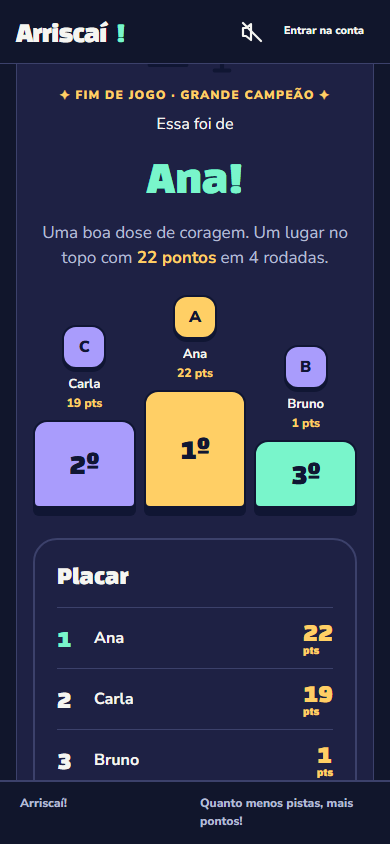 Arriscaí !
Entrar na conta
✦ FIM DE JOGO · GRANDE CAMPEÃO ✦
Essa foi de
Ana!
Uma boa dose de coragem. Um lugar no
topo com 22 pontos em 4 rodadas.
C
Carla
19 pts
2º
A
Ana
22 pts
1º
B
Bruno
1 pts
3º
Placar
1 Ana 22 pts
2 Carla 19 pts
3 Bruno 1 pts
Arriscaí!
Quanto menos pistas, mais
pontos!